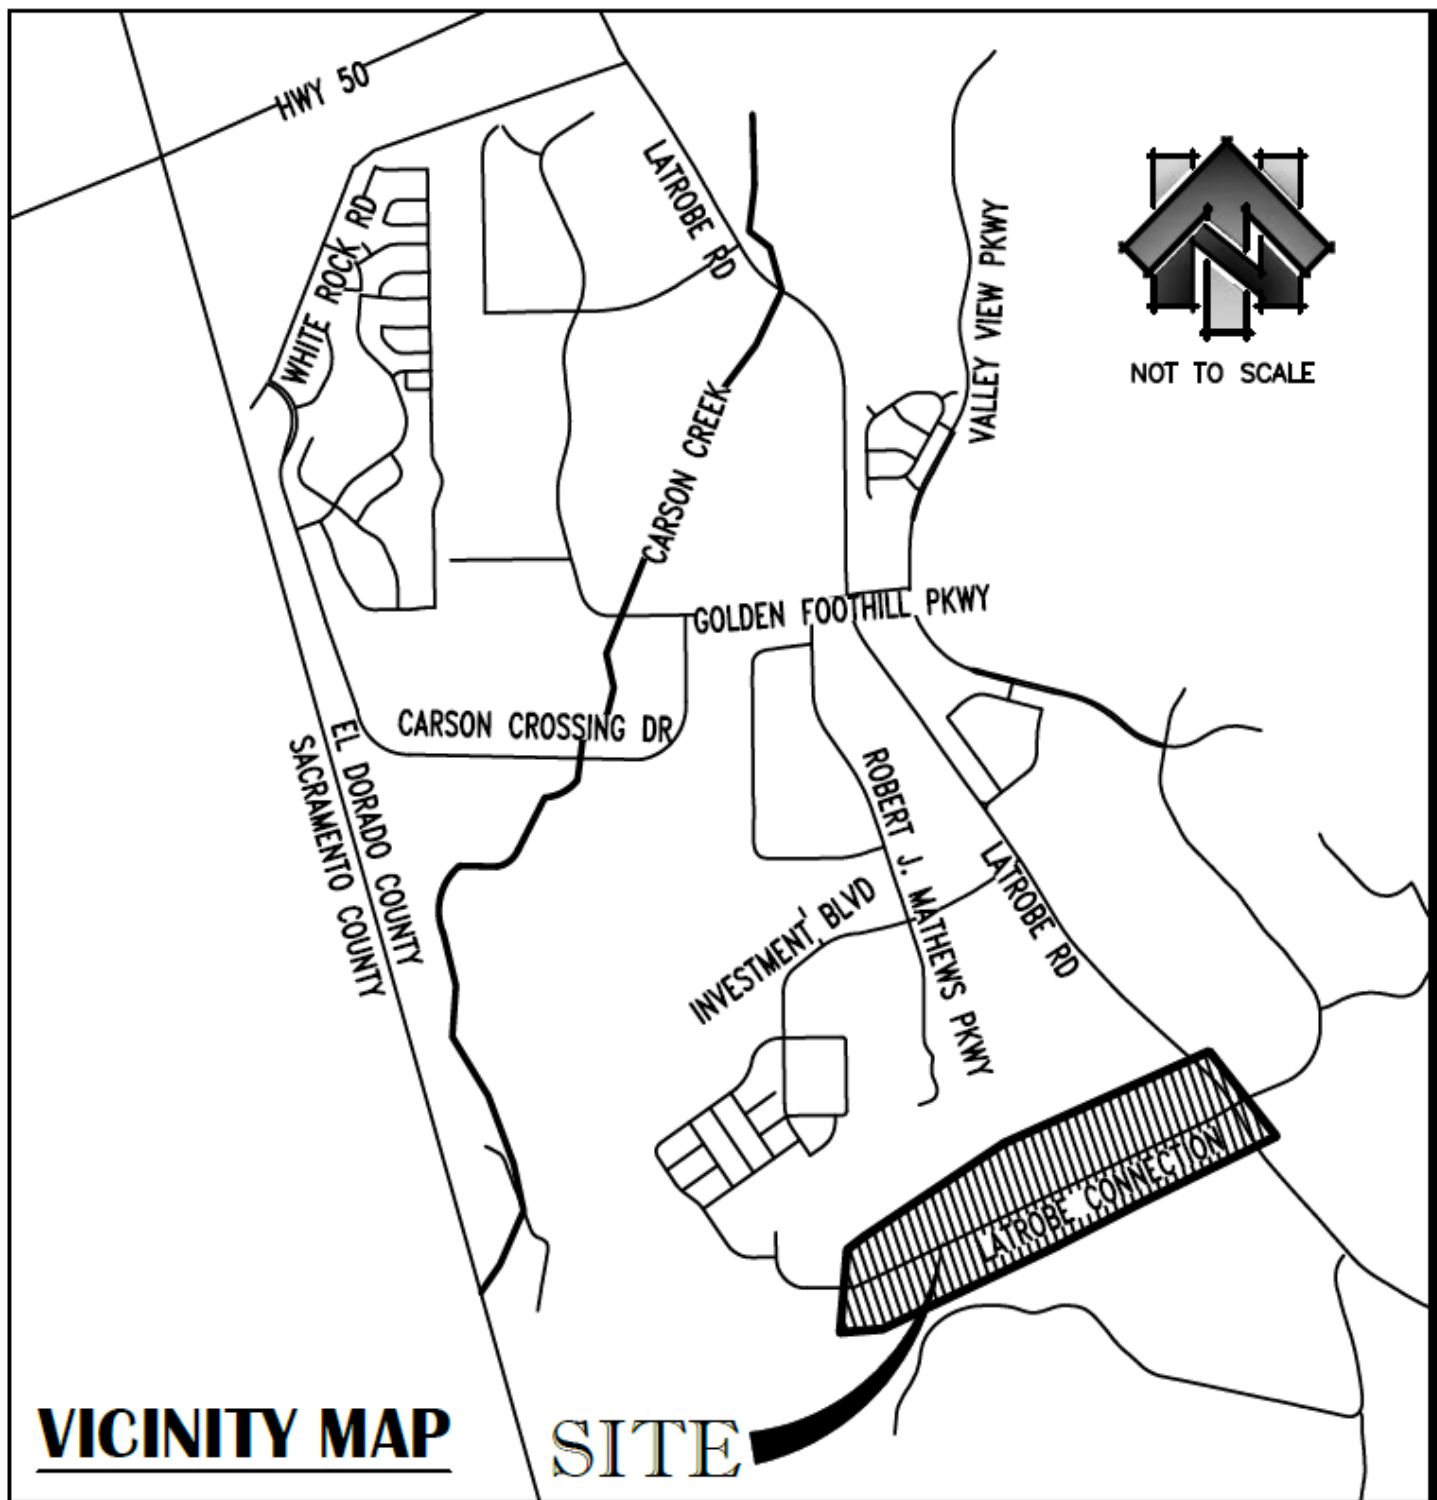 HWY 50
LATROBE RD
WHITE ROCK RD
VALLEY VIEW PKWY
NOT TO SCALE
CARSON CREEK
GOLDEN FOOTHILL PKWY
CARSON CROSSING DR
EL DORADO COUNTY
SACRAMENTO COUNTY
ROBERT J. MATHEWS PKWY
LATROBE RD
INVESTMENT BLVD
LATROBE CONNECTION
VICINITY MAP
SITE